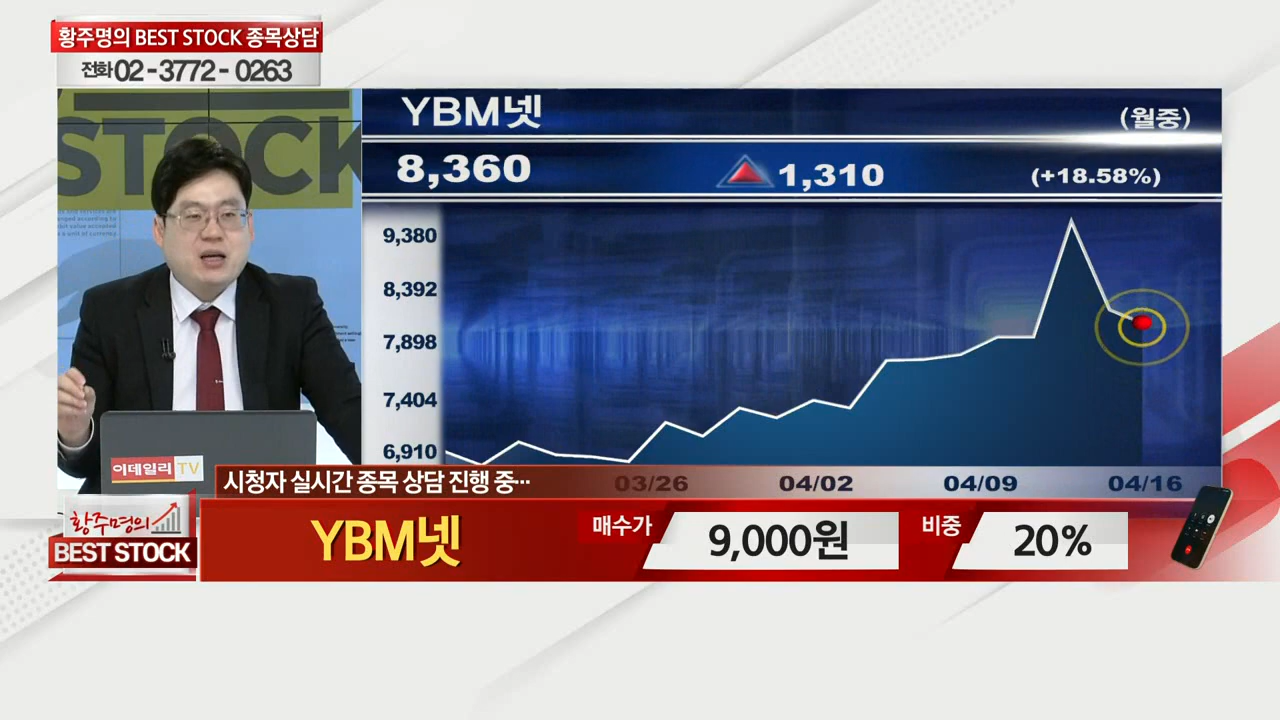 황주명의 BEST STOCK 종목상담
전화 02 - 3772 - 0263
STOCK
YBM넷
(월중)
8,360
1,310
(+18.58%)
9,380
8,392
7,898
7,404
6,910
03/26
04/02
04/09
04/16
이데일리 TV
시청자 실시간 종목 상담 진행 중...
황주명의
BEST STOCK
YBM넷
매수가
9,000원
비중
20%